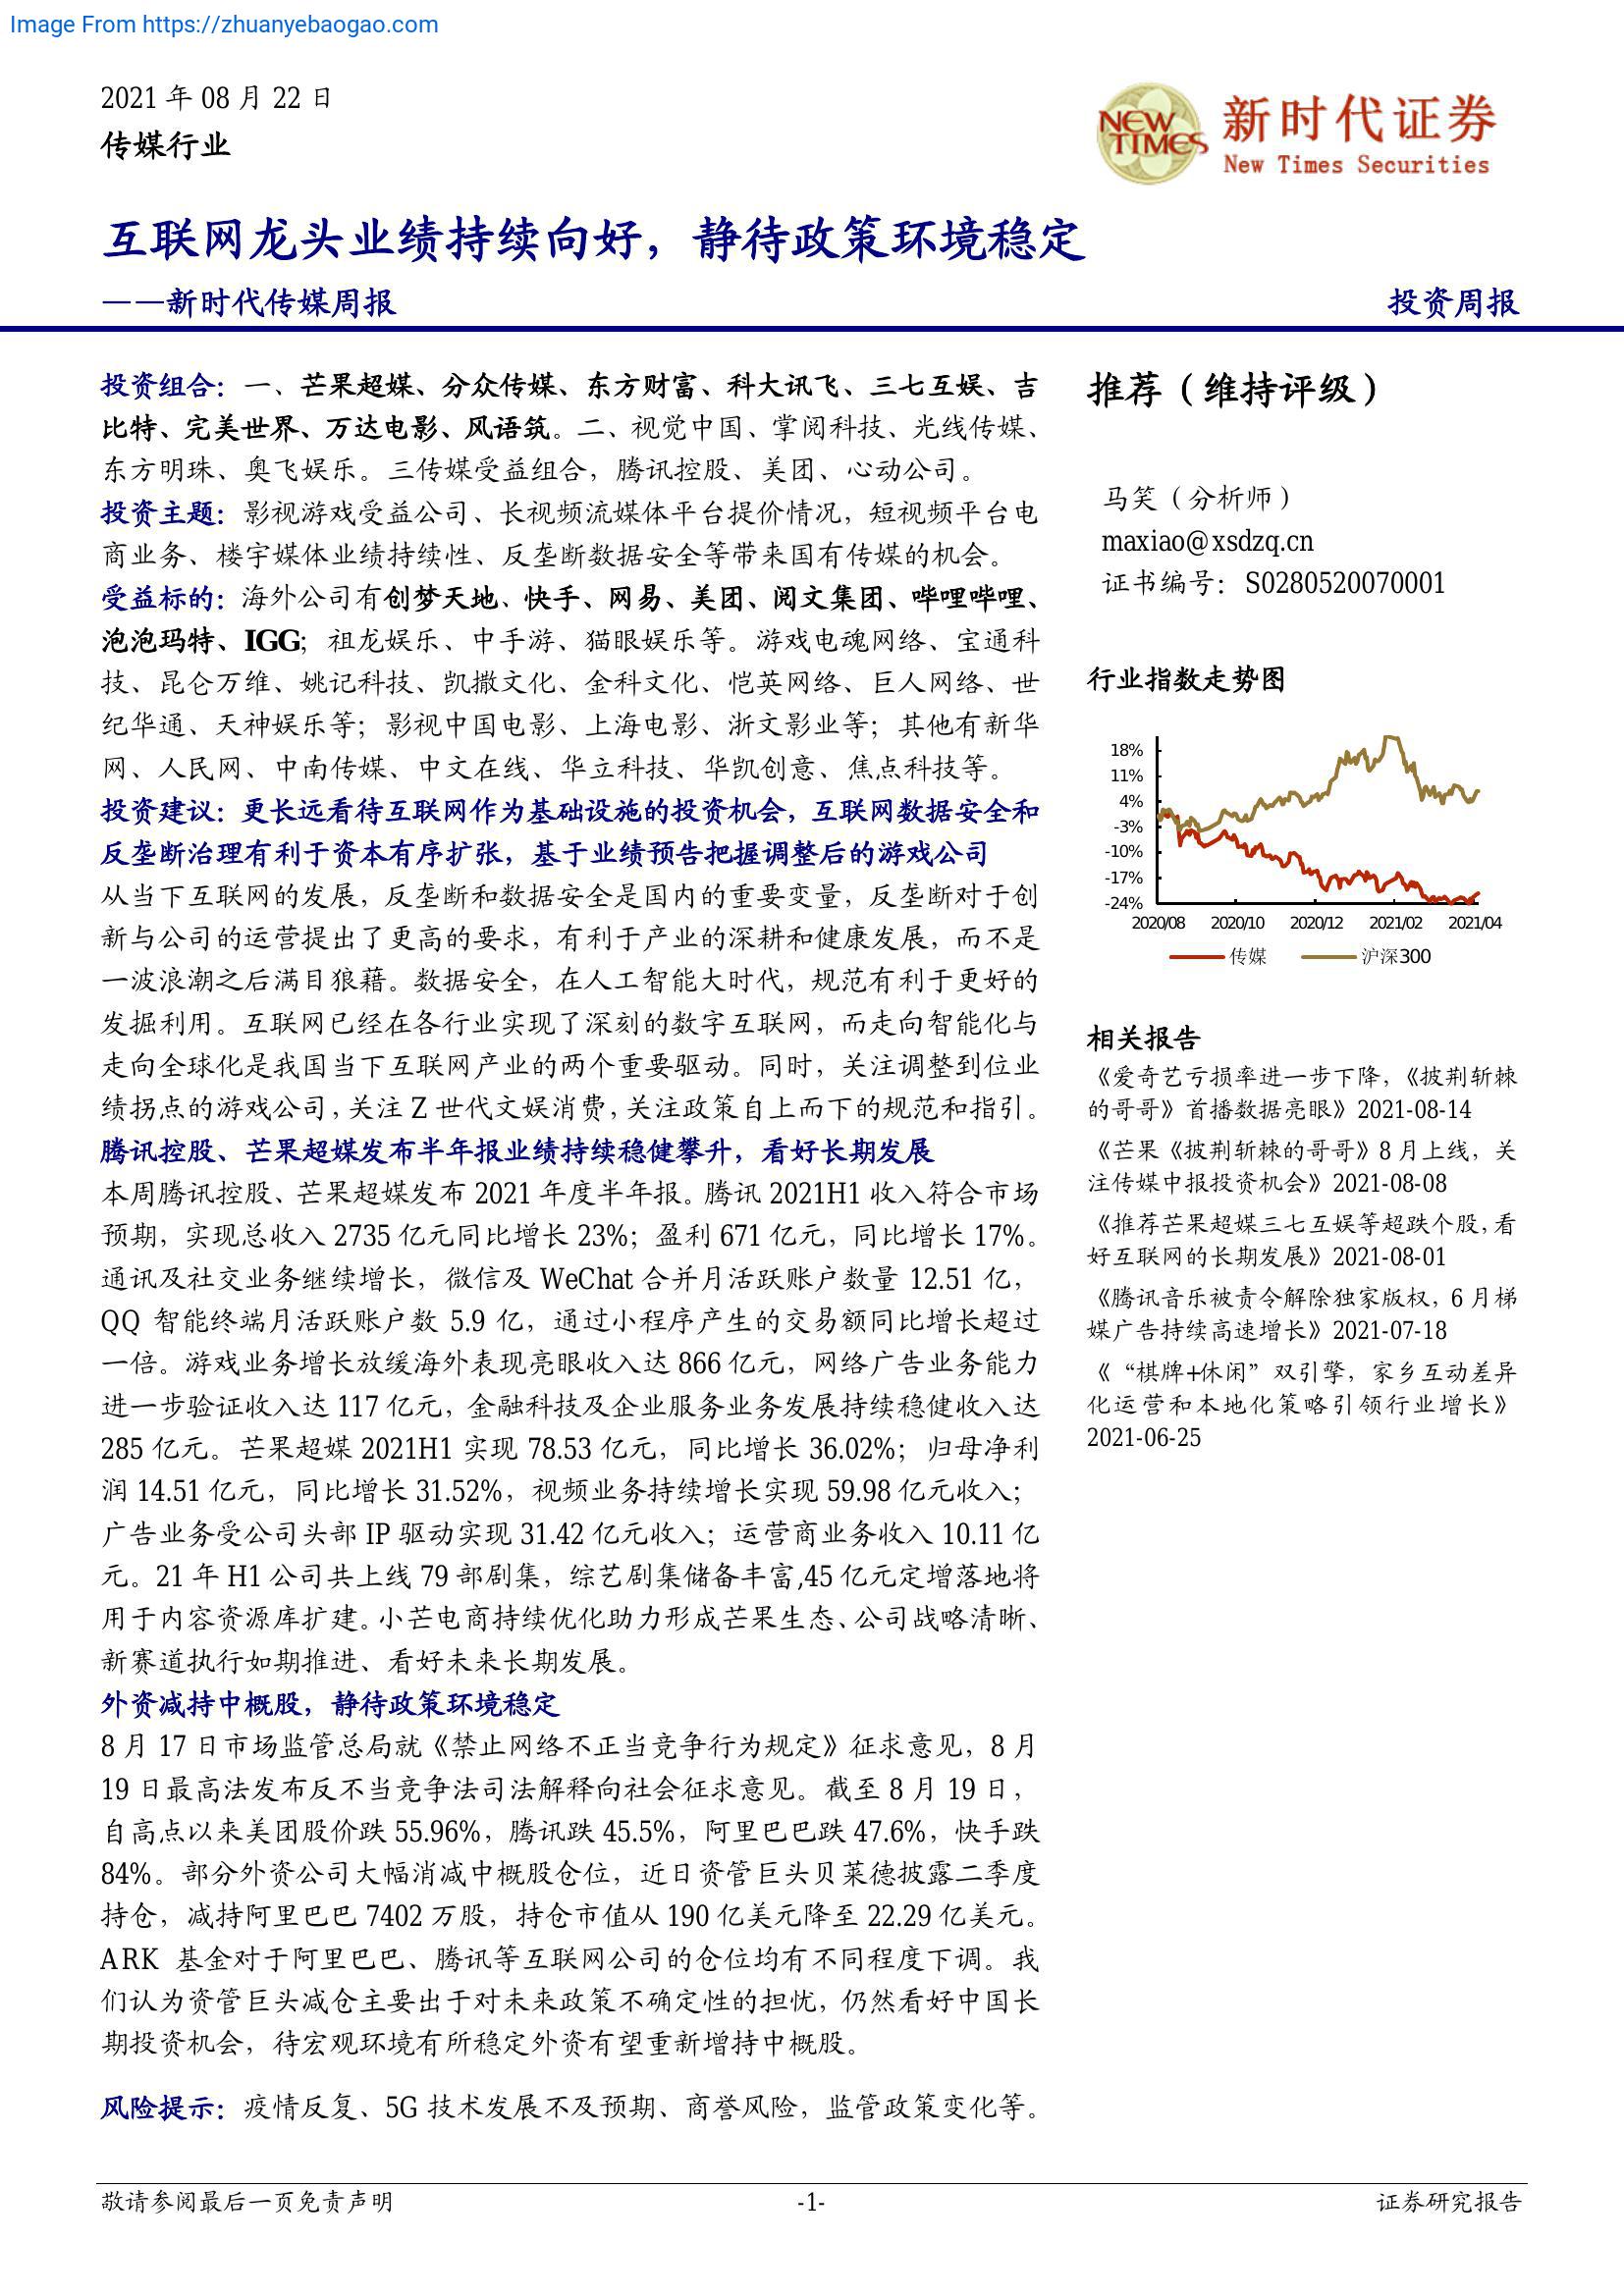 Image From https://zhuanyebaogao.com
2021 年 08 月 22 日
传媒行业
NEW TIMES
新时代证券
New Times Securities
互联网龙头业绩持续向好，静待政策环境稳定
——新时代传媒周报
投资周报
投资组合：一、芒果超媒、分众传媒、东方财富、科大讯飞、三七互娱、吉
比特、完美世界、万达电影、风语筑。二、视觉中国、掌阅科技、光线传媒、
东方明珠、奥飞娱乐。三传媒受益组合，腾讯控股、美团、心动公司。
投资主题：影视游戏受益公司、长视频流媒体平台提价情况，短视频平台电
商业务、楼宇媒体业绩持续性、反垄断数据安全等带来国有传媒的机会。
受益标的：海外公司有创梦天地、快手、网易、美团、阅文集团、哔哩哔哩、
泡泡玛特、IGG；祖龙娱乐、中手游、猫眼娱乐等。游戏电魂网络、宝通科
技、昆仑万维、姚记科技、凯撒文化、金科文化、恺英网络、巨人网络、世
纪华通、天神娱乐等；影视中国电影、上海电影、浙文影业等；其他有新华
网、人民网、中南传媒、中文在线、华立科技、华凯创意、焦点科技等。
投资建议：更长远看待互联网作为基础设施的投资机会，互联网数据安全和
反垄断治理有利于资本有序扩张，基于业绩预告把握调整后的游戏公司
从当下互联网的发展，反垄断和数据安全是国内的重要变量，反垄断对于创
新与公司的运营提出了更高的要求，有利于产业的深耕和健康发展，而不是
一波浪潮之后满目狼藉。数据安全，在人工智能大时代，规范有利于更好的
发掘利用。互联网已经在各行业实现了深刻的数字互联网，而走向智能化与
走向全球化是我国当下互联网产业的两个重要驱动。同时，关注调整到位业
绩拐点的游戏公司，关注 Z 世代文娱消费，关注政策自上而下的规范和指引。
腾讯控股、芒果超媒发布半年报业绩持续稳健攀升，看好长期发展
本周腾讯控股、芒果超媒发布 2021 年度半年报。腾讯 2021H1 收入符合市场
预期，实现总收入 2735 亿元同比增长 23%；盈利 671 亿元，同比增长 17%。
通讯及社交业务继续增长，微信及 WeChat 合并月活跃账户数量 12.51 亿，
QQ 智能终端月活跃账户数 5.9 亿，通过小程序产生的交易额同比增长超过
一倍。游戏业务增长放缓海外表现亮眼收入达 866 亿元，网络广告业务能力
进一步验证收入达 117 亿元，金融科技及企业服务业务发展持续稳健收入达
285 亿元。芒果超媒 2021H1 实现 78.53 亿元，同比增长 36.02%；归母净利
润 14.51 亿元，同比增长 31.52%，视频业务持续增长实现 59.98 亿元收入；
广告业务受公司头部 IP 驱动实现 31.42 亿元收入；运营商业务收入 10.11 亿
元。21 年 H1 公司共上线 79 部剧集，综艺剧集储备丰富,45 亿元定增落地将
用于内容资源库扩建。小芒电商持续优化助力形成芒果生态、公司战略清晰、
新赛道执行如期推进、看好未来长期发展。
外资减持中概股，静待政策环境稳定
8 月 17 日市场监管总局就《禁止网络不正当竞争行为规定》征求意见，8 月
19 日最高法发布反不当竞争法司法解释向社会征求意见。截至 8 月 19 日，
自高点以来美团股价跌 55.96%，腾讯跌 45.5%，阿里巴巴跌 47.6%，快手跌
84%。部分外资公司大幅消减中概股仓位，近日资管巨头贝莱德披露二季度
持仓，减持阿里巴巴 7402 万股，持仓市值从 190 亿美元降至 22.29 亿美元。
ARK 基金对于阿里巴巴、腾讯等互联网公司的仓位均有不同程度下调。我
们认为资管巨头减仓主要出于对未来政策不确定性的担忧，仍然看好中国长
期投资机会，待宏观环境有所稳定外资有望重新增持中概股。
风险提示：疫情反复、5G 技术发展不及预期、商誉风险，监管政策变化等。
推荐（维持评级）
马笑（分析师）
maxiao@xsdzq.cn
证书编号：S0280520070001
行业指数走势图
18%
11%
4%
-3%
-10%
-17%
-24%
2020/08 2020/10 2020/12 2021/02 2021/04
传媒 沪深300
相关报告
《爱奇艺亏损率进一步下降，《披荆斩棘
的哥哥》首播数据亮眼》2021-08-14
《芒果《披荆斩棘的哥哥》8 月上线，关
注传媒中报投资机会》2021-08-08
《推荐芒果超媒三七互娱等超跌个股，看
好互联网的长期发展》2021-08-01
《腾讯音乐被责令解除独家版权，6 月梯
媒广告持续高速增长》2021-07-18
《“棋牌+休闲”双引擎，家乡互动差异
化运营和本地化策略引领行业增长》
2021-06-25
敬请参阅最后一页免责声明
-1-
证券研究报告